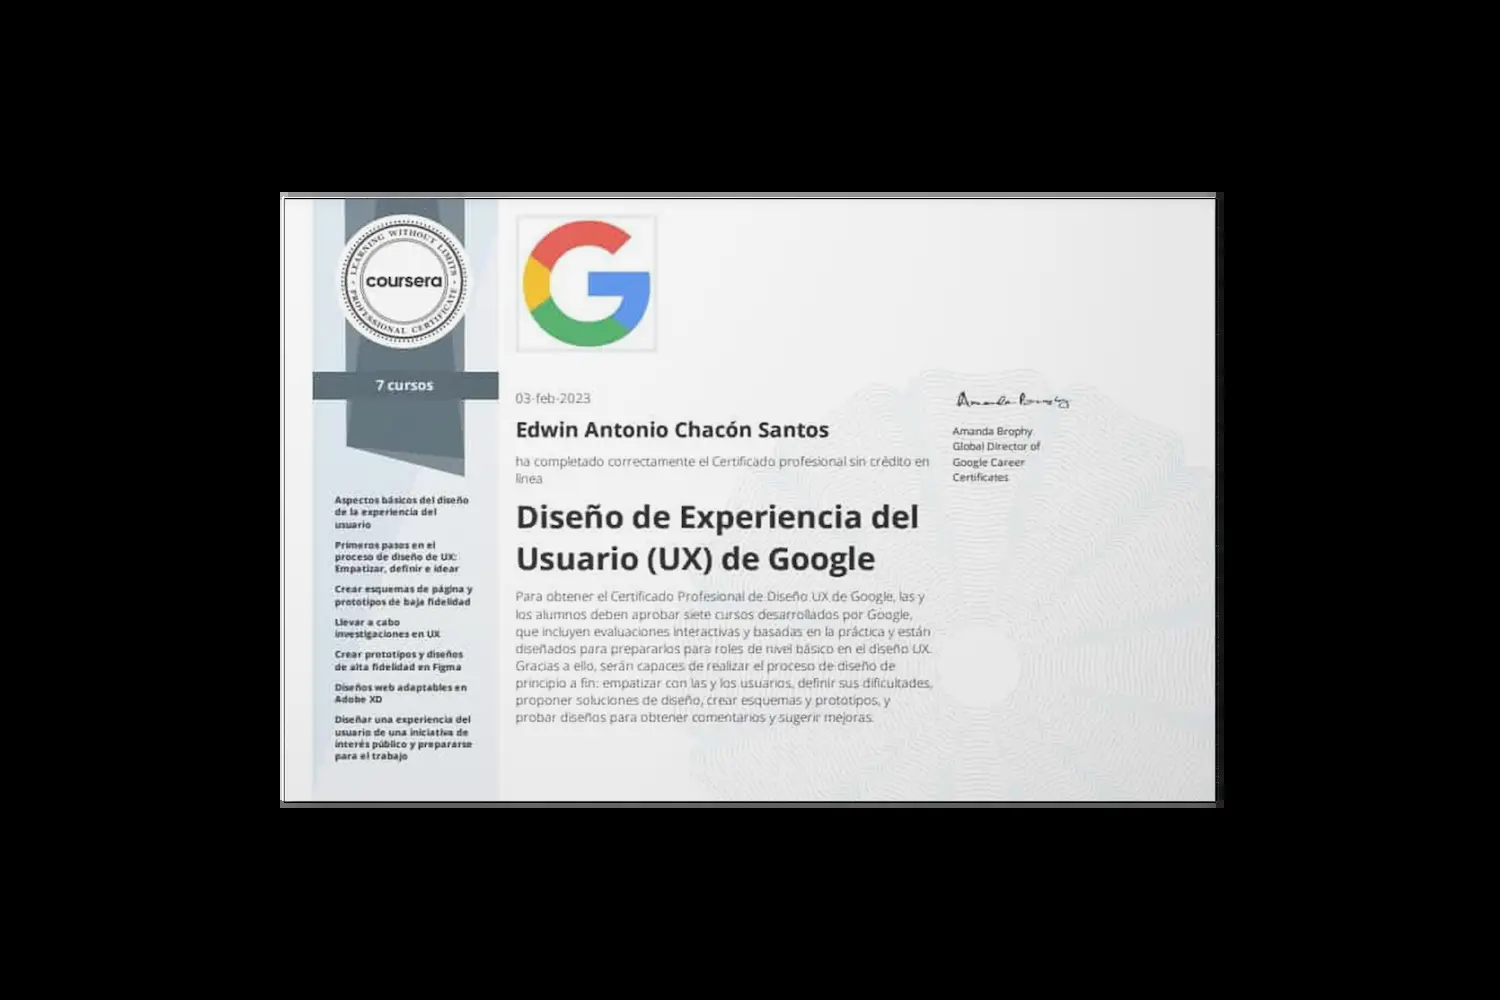 LEARNING WITHOUT LIMITS
coursera
PROFESSIONAL CERTIFICATE
7 cursos
Aspectos básicos del diseño
de la experiencia del
usuario
Primeros pasos en el
proceso de diseño de UX:
Empatizar, definir e idear
Crear esquemas de página y
prototipos de baja fidelidad
Llevar a cabo
investigaciones en UX
Crear prototipos y diseños
de alta fidelidad en Figma
Diseños web adaptables en
Adobe XD
Diseñar una experiencia del
usuario de una iniciativa de
interés público y prepararse
para el trabajo
G
03-feb-2023
Edwin Antonio Chacón Santos
ha completado correctamente el Certificado profesional sin crédito en
línea
Diseño de Experiencia del
Usuario (UX) de Google
Para obtener el Certificado Profesional de Diseño UX de Google, las y
los alumnos deben aprobar siete cursos desarrollados por Google,
que incluyen evaluaciones interactivas y basadas en la práctica y están
diseñados para prepararlos para roles de nivel básico en el diseño UX.
Gracias a ello, serán capaces de realizar el proceso de diseño de
principio a fin: empatizar con las y los usuarios, definir sus dificultades,
proponer soluciones de diseño, crear esquemas y prototipos, y
probar diseños para obtener comentarios y sugerir mejoras.
Amanda Brophy
Amanda Brophy
Global Director of
Google Career
Certificates